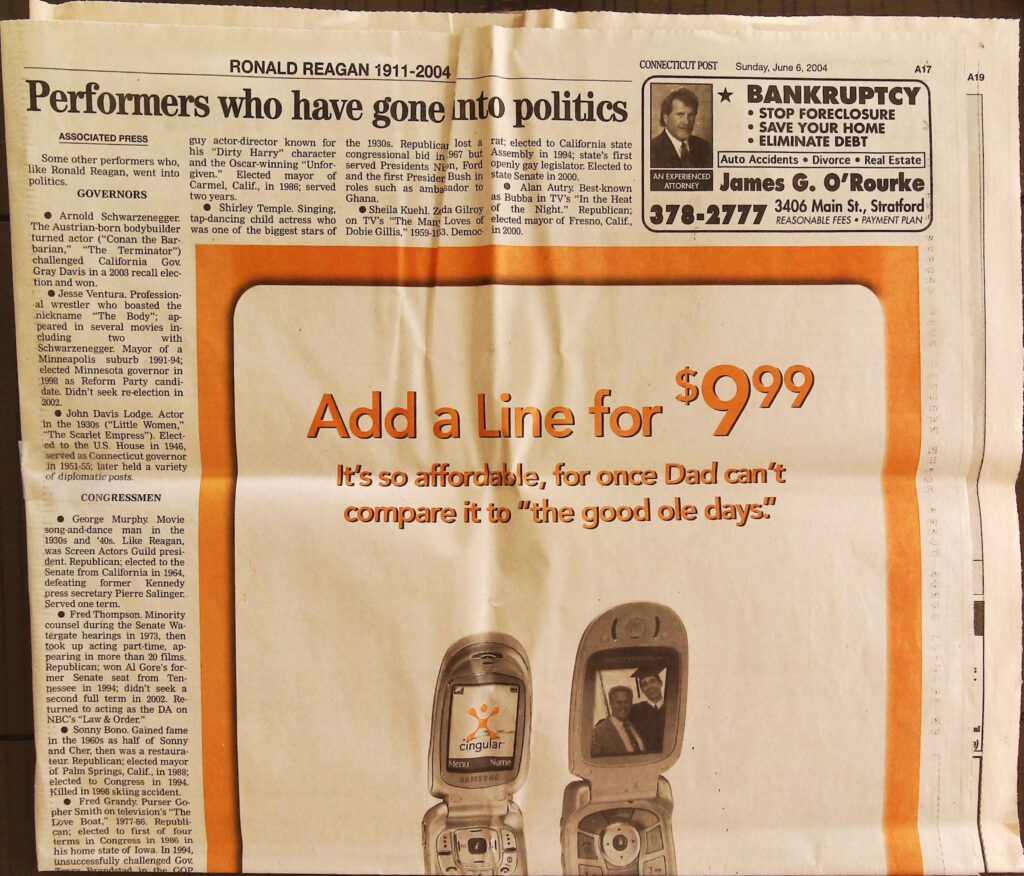 RONALD REAGAN 1911-2004
CONNECTICUT POST Sunday, June 6, 2004 A17
A19
Performers who have gone into politics
ASSOCIATED PRESS
Some other performers who,
like Ronald Reagan, went into
politics.
GOVERNORS
● Arnold Schwarzenegger.
The Austrian-born bodybuilder
turned actor ("Conan the Bar-
barian," "The Terminator")
challenged California Gov.
Gray Davis in a 2003 recall elec-
tion and won.
● Jesse Ventura. Profession-
al wrestler who boasted the
nickname "The Body"; ap-
peared in several movies in-
cluding two with
Schwarzenegger. Mayor of a
Minneapolis suburb 1991-94;
elected Minnesota governor in
1998 as Reform Party candi-
date. Didn't seek re-election in
2002.
● John Davis Lodge. Actor
in the 1930s ("Little Women,"
"The Scarlet Empress"). Elect-
ed to the U.S. House in 1946,
served as Connecticut governor
in 1951-55; later held a variety
of diplomatic posts.
CONGRESSMEN
● George Murphy. Movie
song-and-dance man in the
1930s and '40s. Like Reagan,
was Screen Actors Guild presi-
dent. Republican; elected to the
Senate from California in 1964,
defeating former Kennedy
press secretary Pierre Salinger.
Served one term.
● Fred Thompson. Minority
counsel during the Senate Wa-
tergate hearings in 1973, then
took up acting part-time, ap-
pearing in more than 20 films.
Republican; won Al Gore's for-
mer Senate seat from Ten-
nessee in 1994; didn't seek a
second full term in 2002. Re-
turned to acting as the DA on
NBC's "Law & Order."
● Sonny Bono. Gained fame
in the 1960s as half of Sonny
and Cher, then was a restaura-
teur. Republican; elected mayor
of Palm Springs, Calif., in 1988;
elected to Congress in 1994.
Killed in 1998 skiing accident.
● Fred Grandy. Purser Go-
pher Smith on television's "The
Love Boat," 1977-86. Republi-
can; elected to first of four
terms in Congress in 1986 in
his home state of Iowa. In 1994,
unsuccessfully challenged Gov.
Terry Branstad in the GOP
guy actor-director known for
his "Dirty Harry" character
and the Oscar-winning "Unfor-
given." Elected mayor of
Carmel, Calif., in 1986; served
two years.
● Shirley Temple. Singing,
tap-dancing child actress who
was one of the biggest stars of
the 1930s. Republican lost a
congressional bid in 967 but
served Presidents Nixon, Ford
and the first President Bush in
roles such as ambassador to
Ghana.
● Sheila Kuehl. Zelda Gilroy
on TV's "The Many Loves of
Dobie Gillis," 1959-1963. Democ-
rat; elected to California state
Assembly in 1994; state's first
openly gay legislator. Elected to
state Senate in 2000.
● Alan Autry. Best-known
as Bubba in TV's "In the Heat
of the Night." Republican;
elected mayor of Fresno, Calif.,
in 2000.
★ BANKRUPTCY
• STOP FORECLOSURE
• SAVE YOUR HOME
• ELIMINATE DEBT
Auto Accidents • Divorce • Real Estate
AN EXPERIENCED
ATTORNEY
James G. O'Rourke
378-2777 3406 Main St., Stratford
REASONABLE FEES • PAYMENT PLAN
Add a Line for $9.99
It's so affordable, for once Dad can't
compare it to "the good ole days."
cingular
Menu Name
SAMSUNG